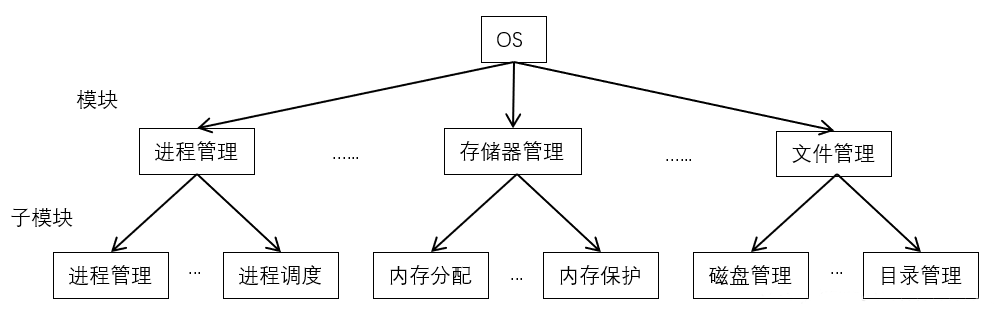 OS
模块
进程管理
……
存储器管理
……
文件管理
子模块
进程管理
...
进程调度
内存分配
...
内存保护
磁盘管理
...
目录管理